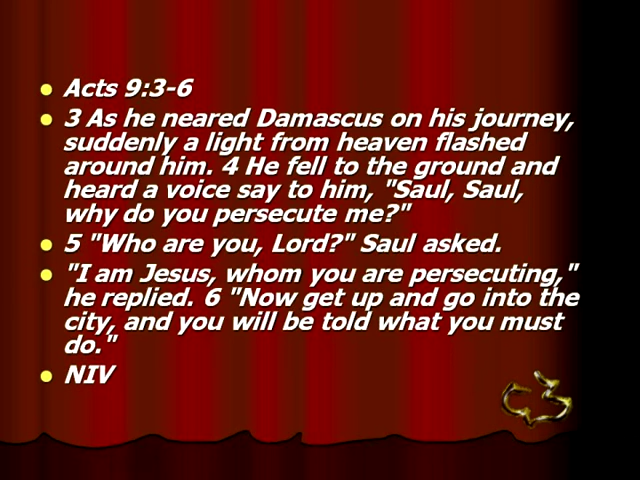 Acts 9:3-6
3 As he neared Damascus on his journey,
suddenly a light from heaven flashed
around him. 4 He fell to the ground and
heard a voice say to him, "Saul, Saul,
why do you persecute me?"
5 "Who are you, Lord?" Saul asked.
"I am Jesus, whom you are persecuting,"
he replied. 6 "Now get up and go into the
city, and you will be told what you must
do."
NIV